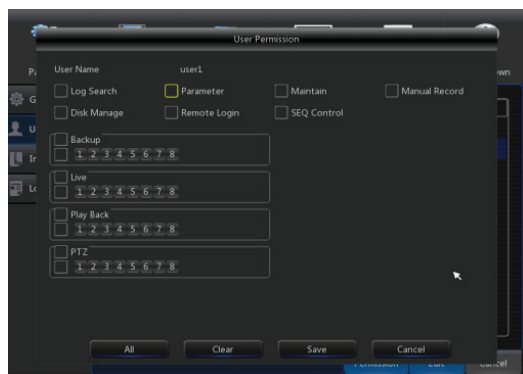 User Permission
User Name user1
Log Search Parameter Maintain Manual Record
Disk Manage Remote Login SEQ Control
Backup
1 2 3 4 5 6 7 8
Live
1 2 3 4 5 6 7 8
Play Back
1 2 3 4 5 6 7 8
PTZ
1 2 3 4 5 6 7 8
All Clear Save Cancel
Permission Edit Cancel